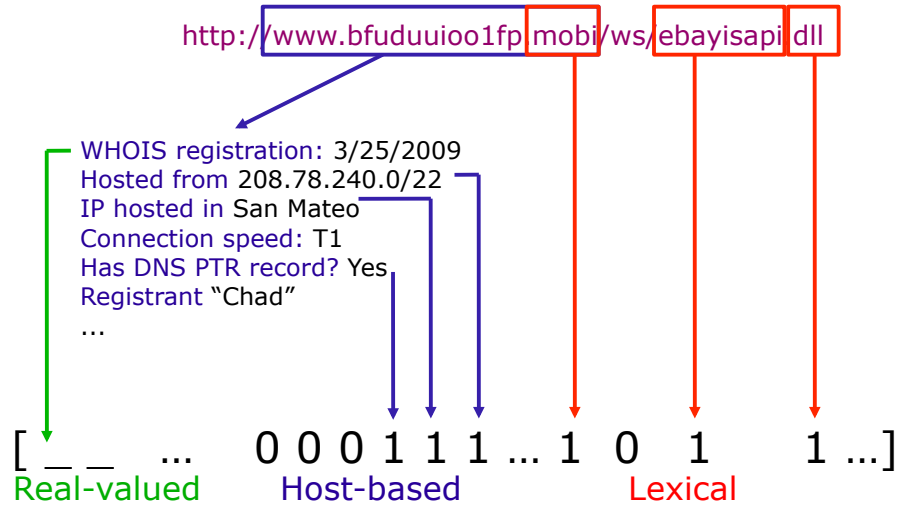 http://www.bfuduuioo1fp.mobi/ws/ebayisapi.dll
WHOIS registration: 3/25/2009
Hosted from 208.78.240.0/22
IP hosted in San Mateo
Connection speed: T1
Has DNS PTR record? Yes
Registrant “Chad”
...
[ _ _ ... 0 0 0 1 1 1 ... 1 0 1 1 ...]
Real-valued Host-based Lexical